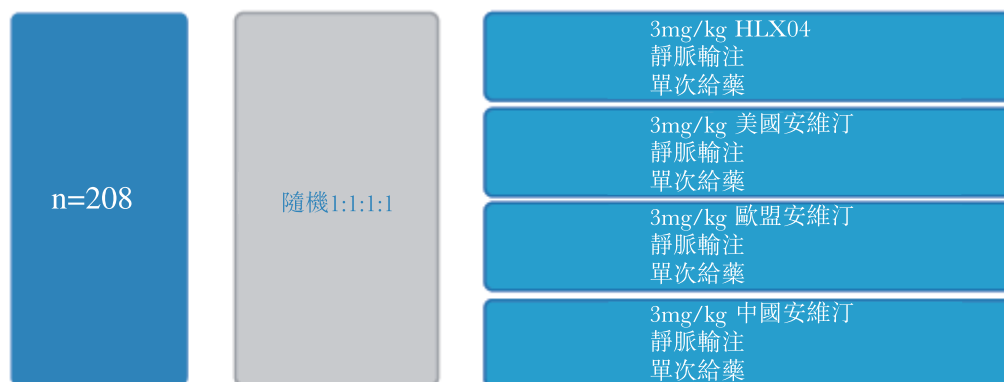 n=208
隨機1:1:1:1
3mg/kg HLX04
靜脈輸注
單次給藥
3mg/kg 美國安維汀
靜脈輸注
單次給藥
3mg/kg 歐盟安維汀
靜脈輸注
單次給藥
3mg/kg 中國安維汀
靜脈輸注
單次給藥